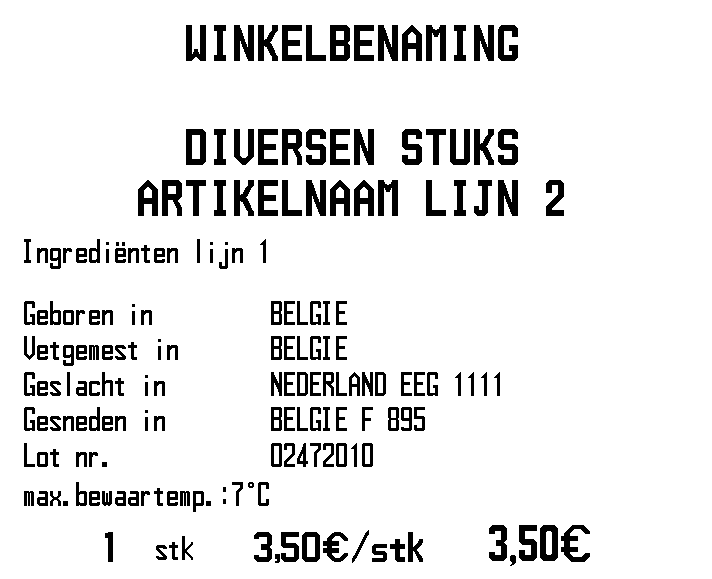 WINKELBENAMING
DIVERSEN STUKS
ARTIKELNAAM LIJN 2
Ingrediënten lijn 1
Geboren in BELGIE
Vetgemest in BELGIE
Geslacht in NEDERLAND EEG 1111
Gesneden in BELGIE F 895
Lot nr. 02472010
max.bewaartemp.:7°C
1 stk 3,50€/stk 3,50€